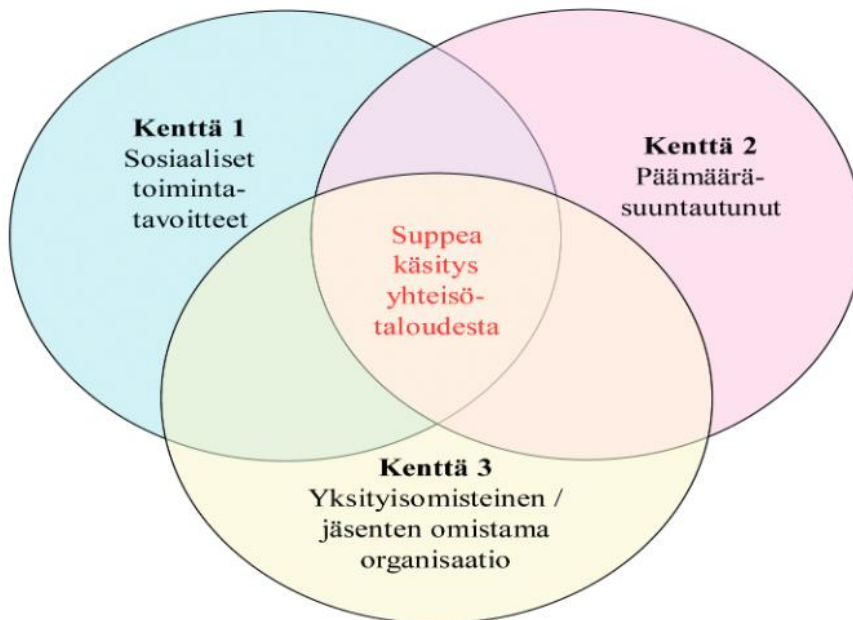 Kenttä 1
Sosiaaliset
toiminta-
tavoitteet
Kenttä 2
Päämäärä-
suuntautunut
Suppea
käsitys
yhteisö-
taloudesta
Kenttä 3
Yksityisomisteinen /
jäsenten omistama
organisaatio